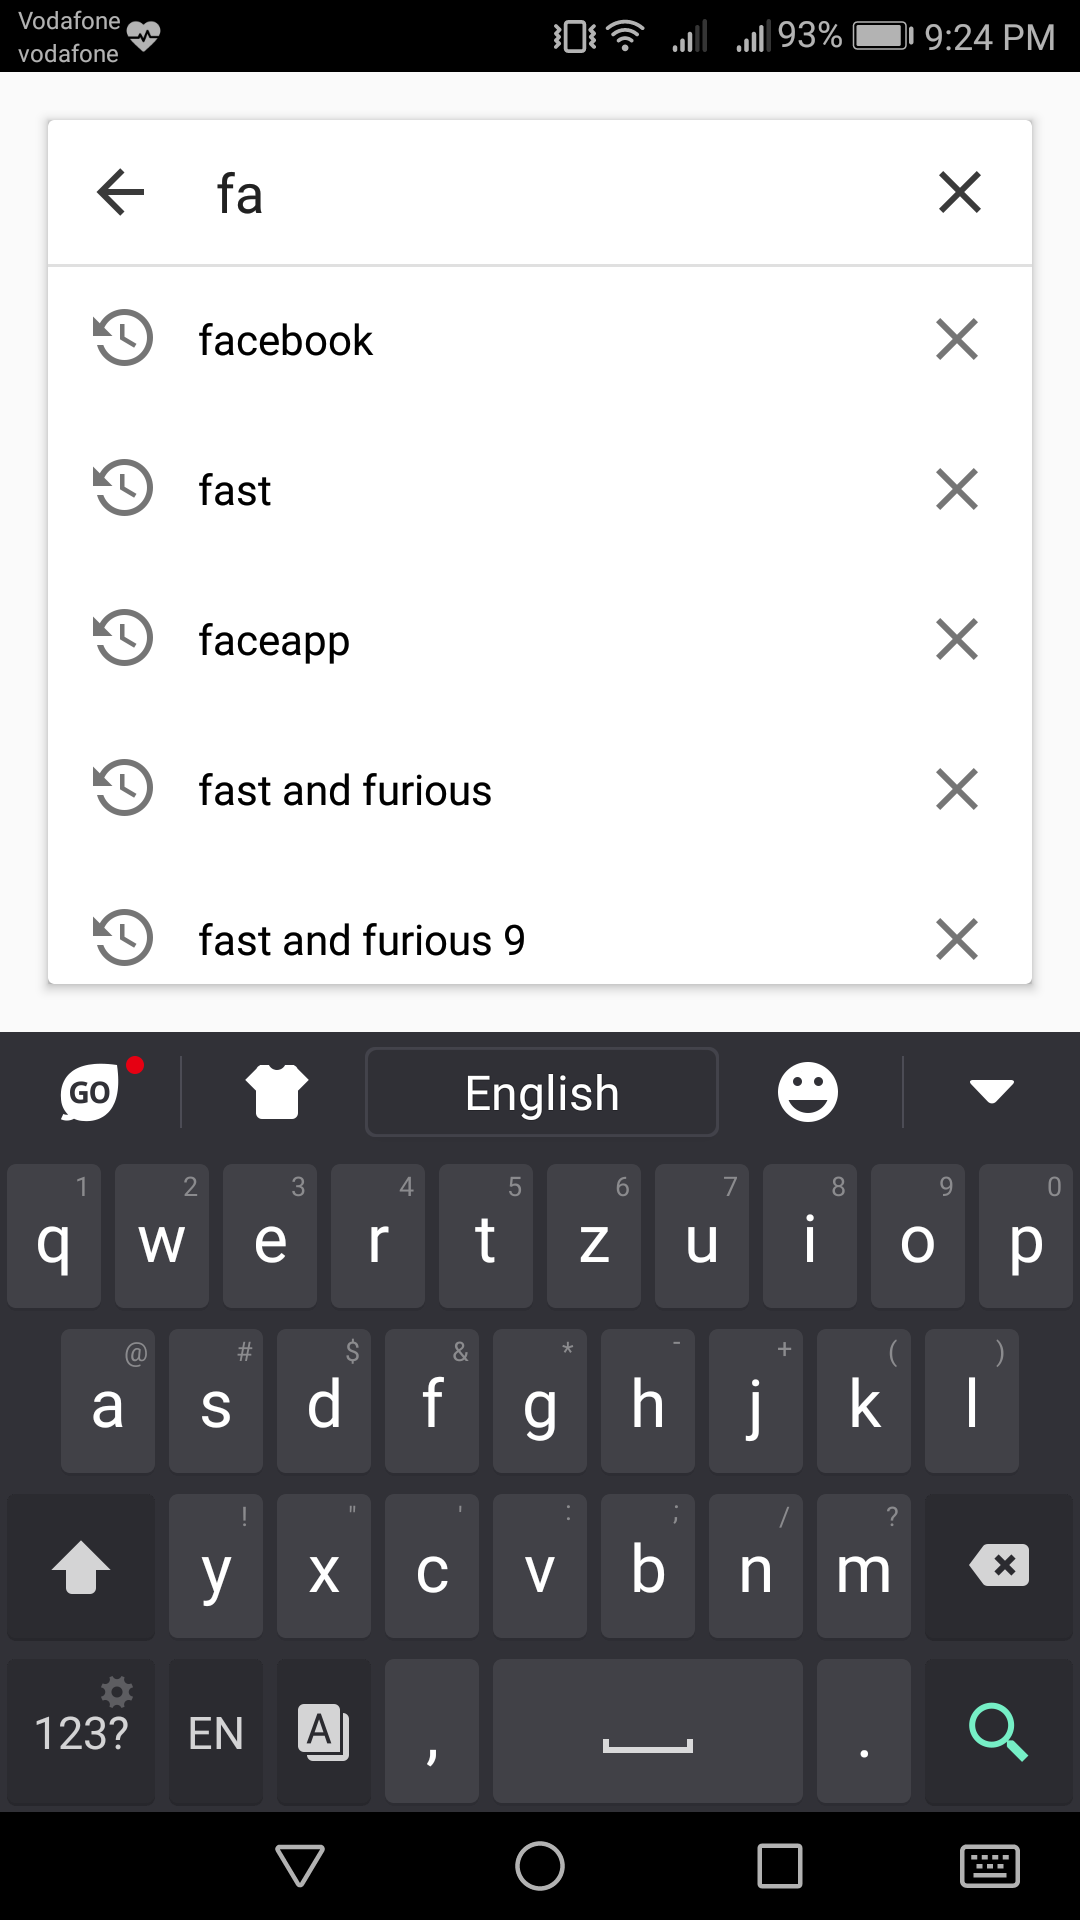 Vodafone
vodafone
93% 9:24 PM
fa
facebook
fast
faceapp
fast and furious
fast and furious 9
GO English
1 2 3 4 5 6 7 8 9 0
q w e r t z u i o p
@ # $ & * - + ( )
a s d f g h j k l
! " ' : ; / ?
y x c v b n m
123? EN A , .